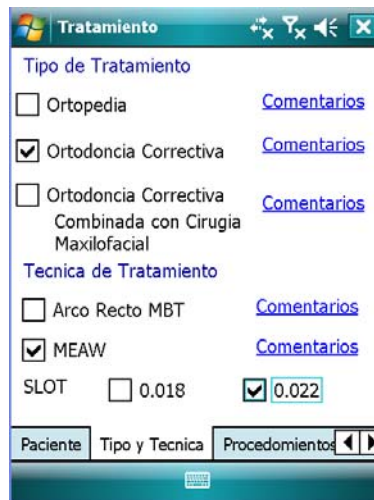 Tratamiento
Tipo de Tratamiento
Ortopedia Comentarios
Ortodoncia Correctiva Comentarios
Ortodoncia Correctiva Comentarios
Combinada con Cirugia
Maxilofacial
Tecnica de Tratamiento
Arco Recto MBT Comentarios
MEAW Comentarios
SLOT 0.018 0.022
Paciente Tipo y Tecnica Procedimientos